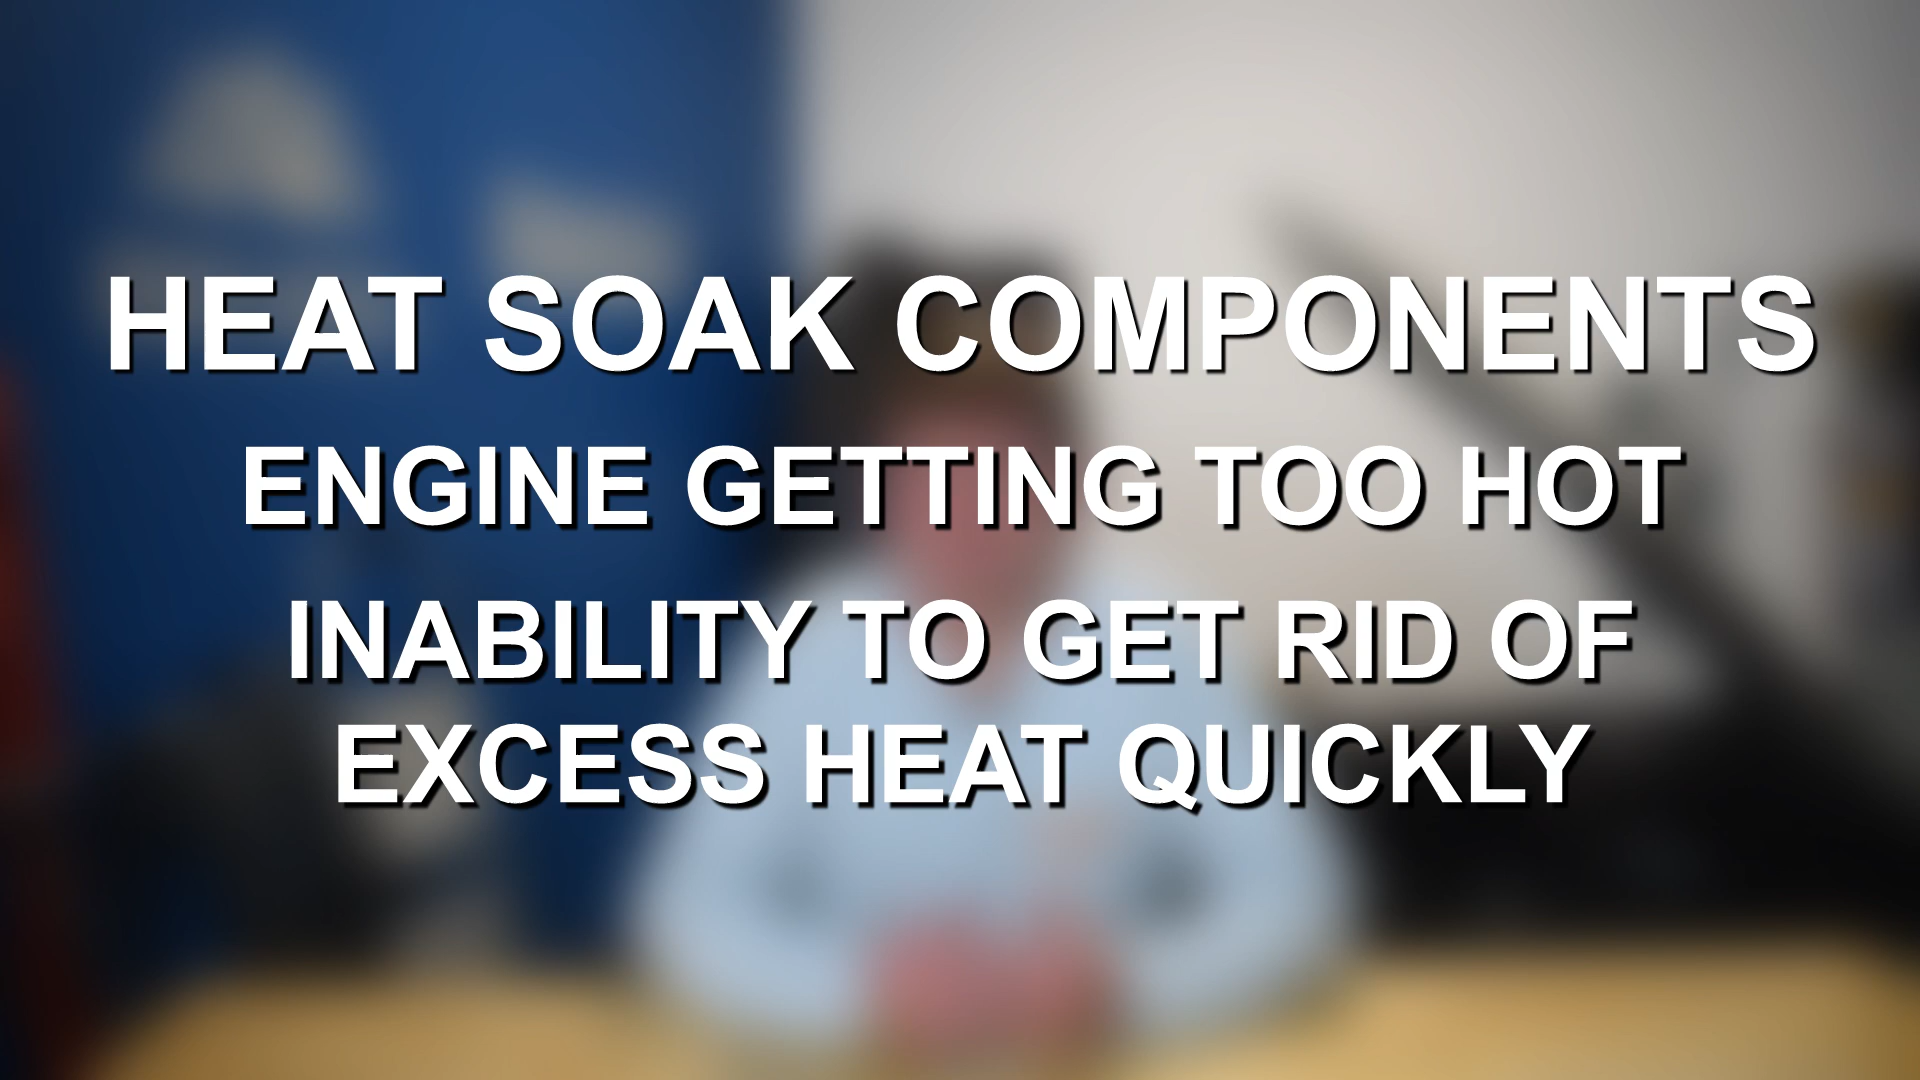 HEAT SOAK COMPONENTS
ENGINE GETTING TOO HOT
INABILITY TO GET RID OF
EXCESS HEAT QUICKLY